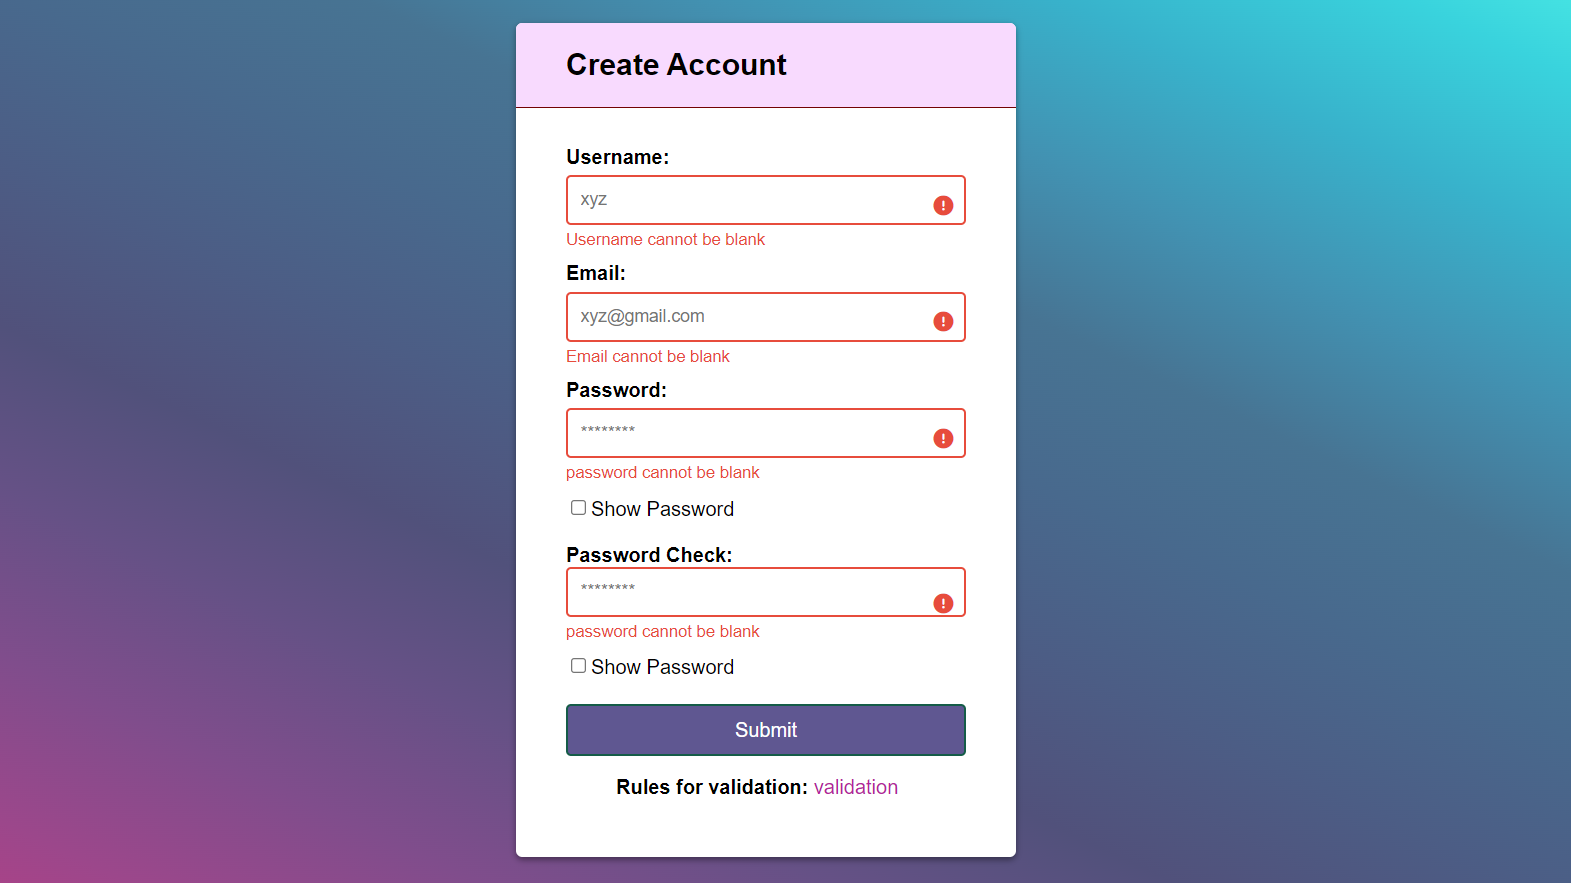 Create Account
Username:
xyz
Username cannot be blank
Email:
xyz@gmail.com
Email cannot be blank
Password:
********
password cannot be blank
Show Password
Password Check:
********
password cannot be blank
Show Password
Submit
Rules for validation: validation